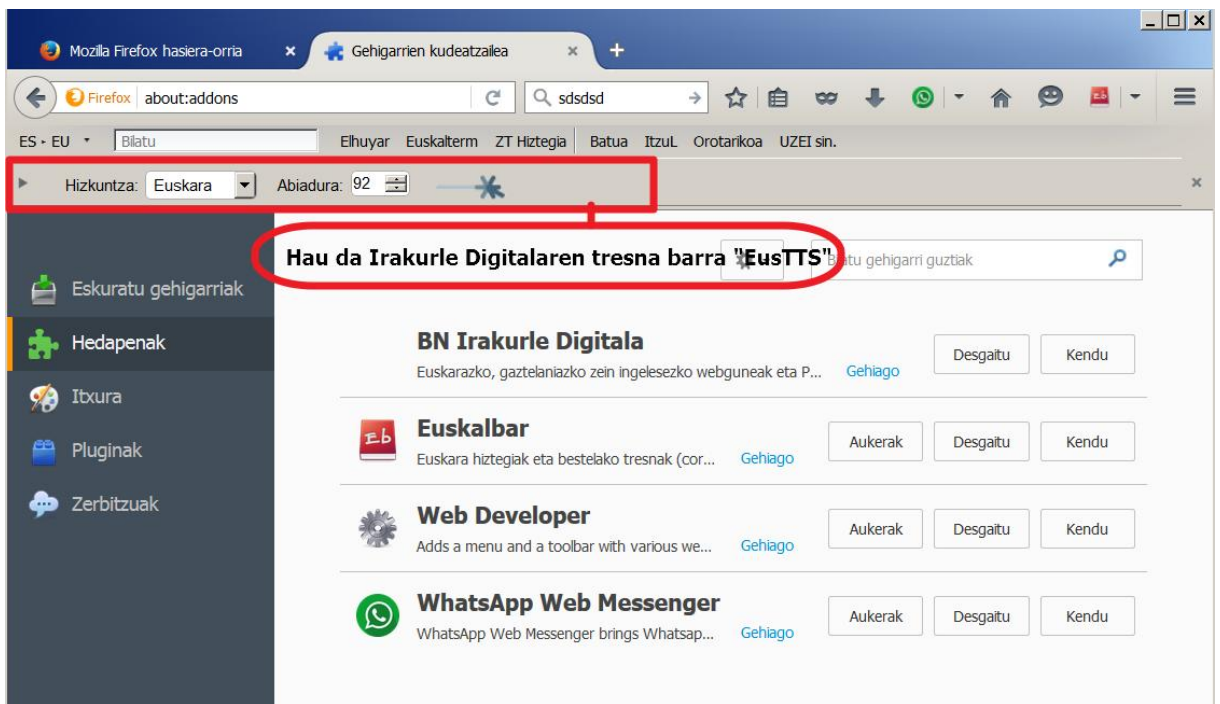 Mozilla Firefox hasiera-orria
Gehigarrien kudeatzailea
Firefox about:addons
sdsdsd
ES EU Bilatu Elhuyar Euskalterm ZT Hiztegia Batua ItzuL Orotarikoa UZEI sin.
Hizkuntza: Euskara Abiadura: 92
Hau da Irakurle Digitalaren tresna barra "EusTTS"
gehigarri guztiak
Eskuratu gehigarriak
Hedapenak
Itxura
Pluginak
Zerbitzuak
BN Irakurle Digitala
Euskarazko, gaztelaniazko zein ingelesezko webguneak eta P... Gehiago
Desgaitu Kendu
Eb
Euskalbar
Euskara hiztegiak eta bestelako tresnak (cor... Gehiago
Aukerak Desgaitu Kendu
Web Developer
Adds a menu and a toolbar with various we... Gehiago
Aukerak Desgaitu Kendu
WhatsApp Web Messenger
WhatsApp Web Messenger brings Whatsap... Gehiago
Aukerak Desgaitu Kendu